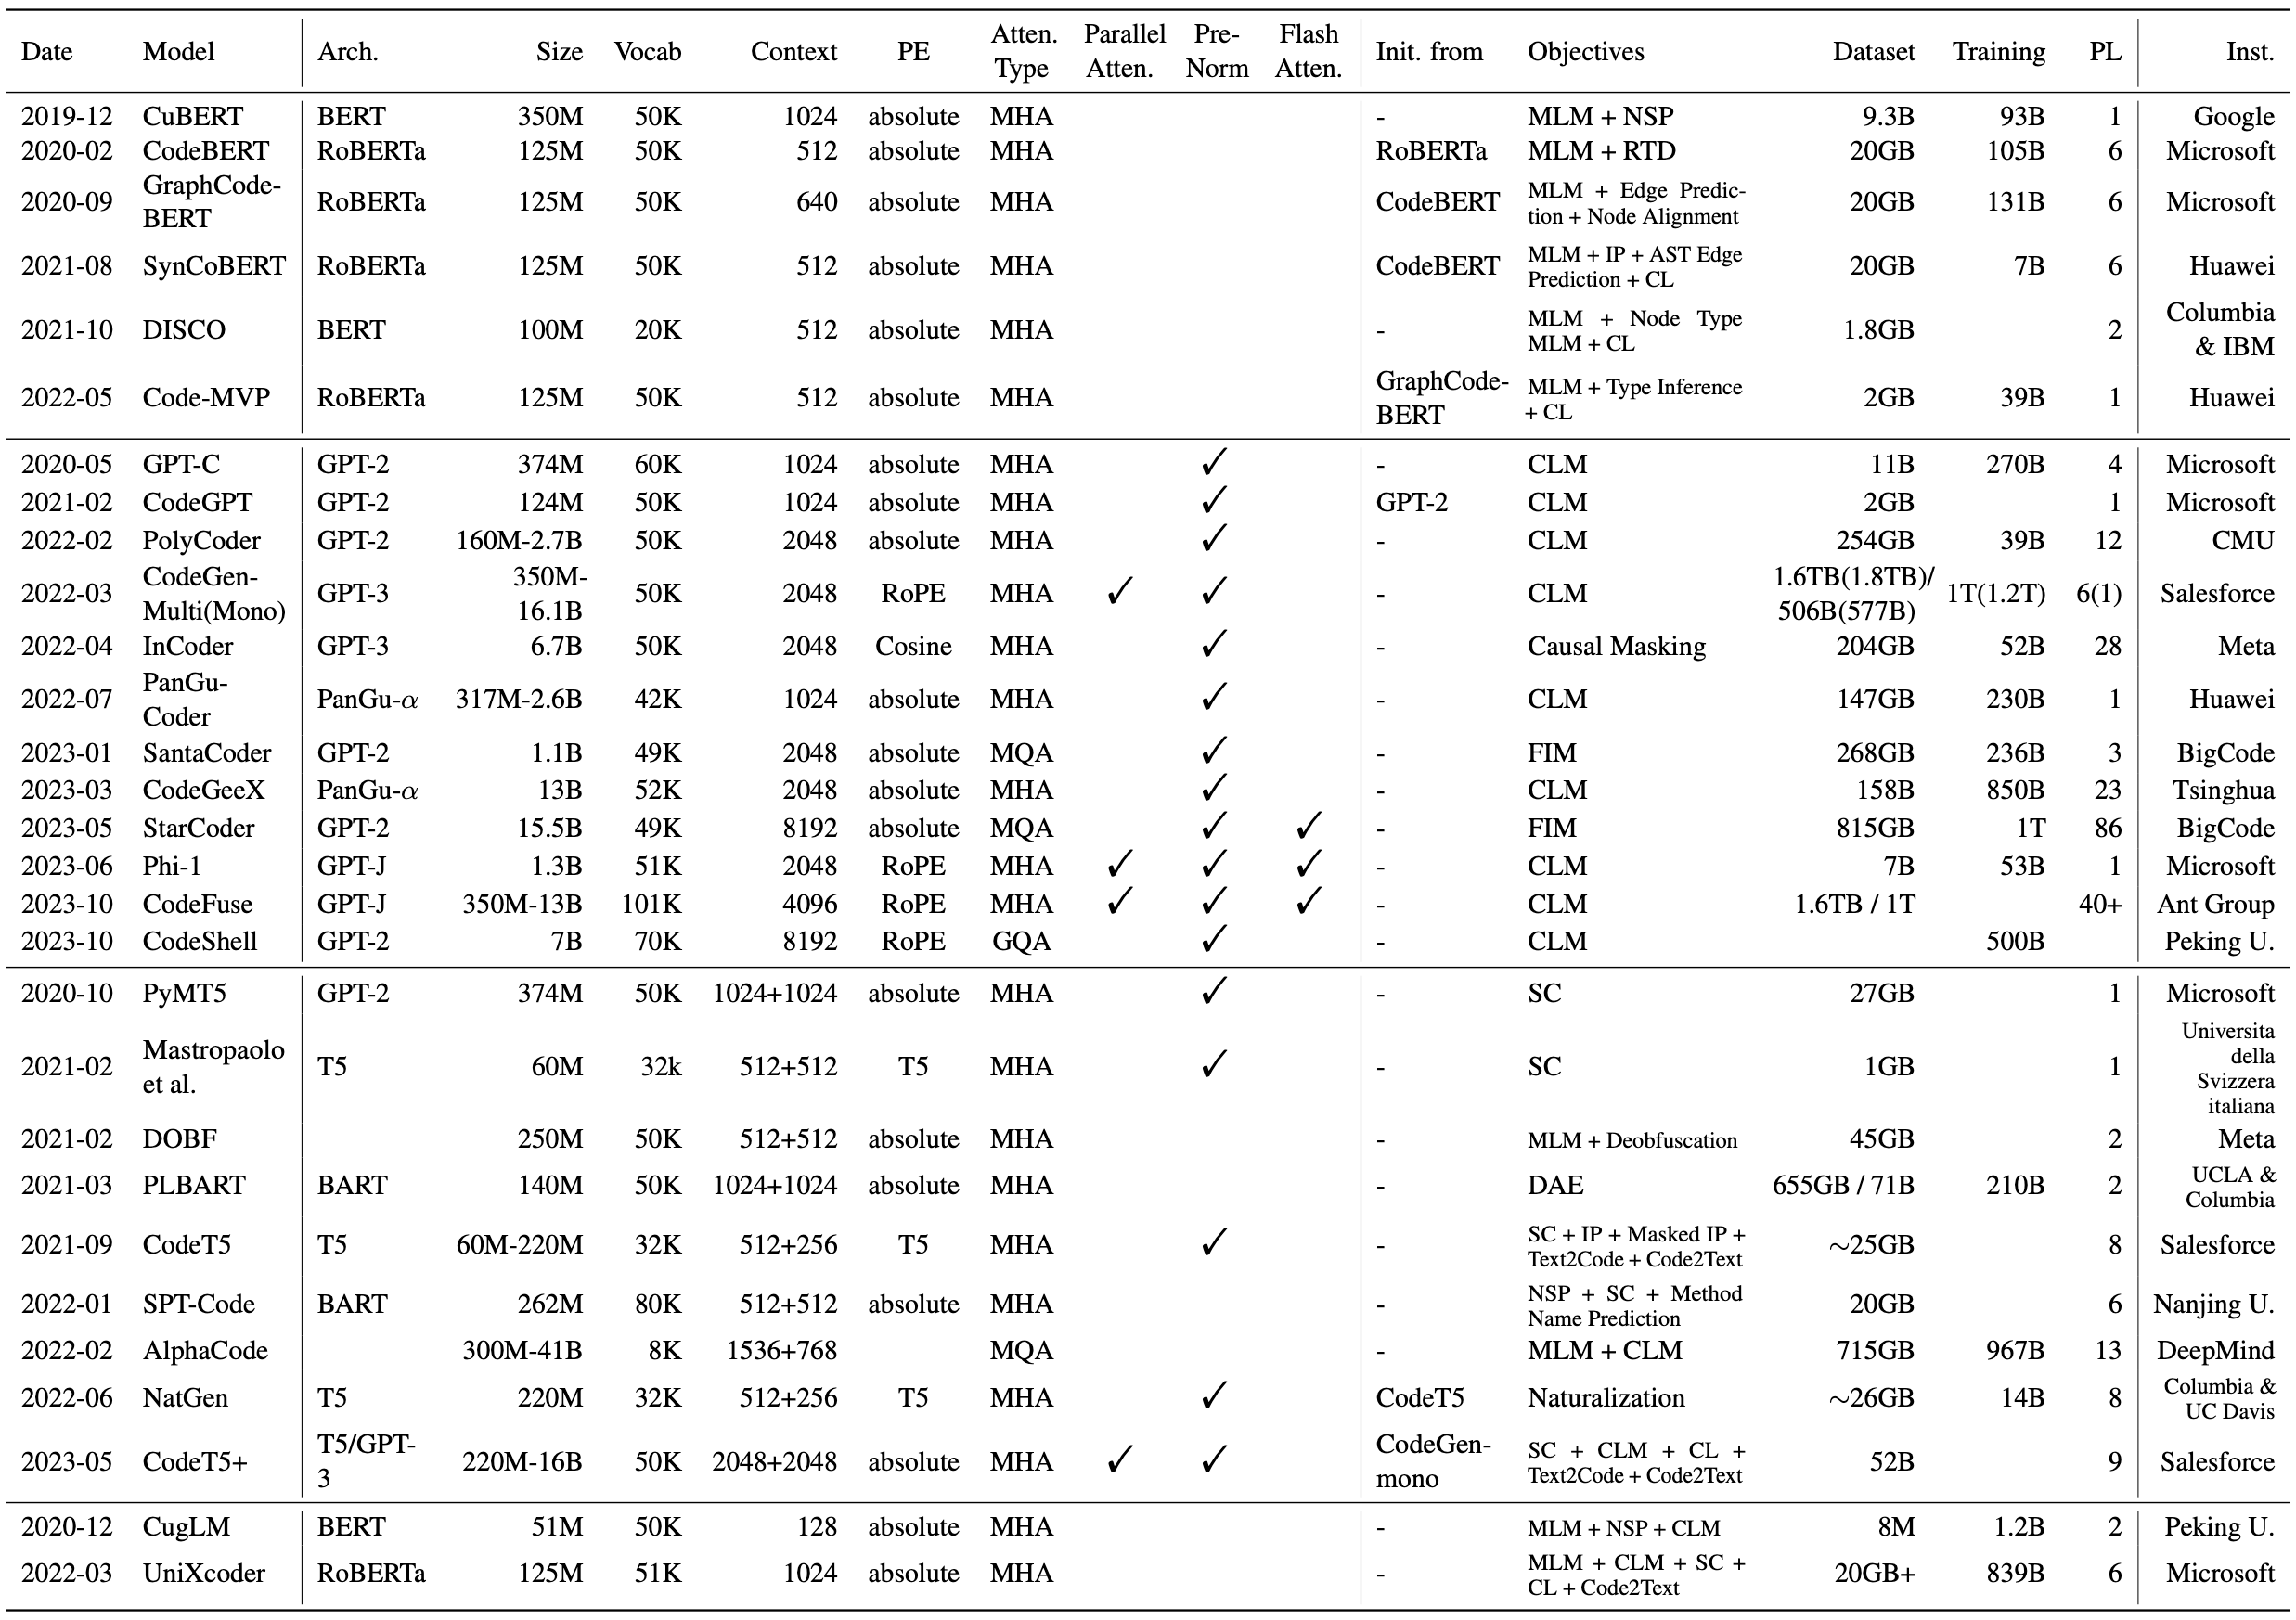 Date Model Arch. Size Vocab Context PE Atten. Type Parallel Atten. Pre-Norm Flash Atten. Init. from Objectives Dataset Training PL Inst.
2019-12 CuBERT BERT 350M 50K 1024 absolute MHA - MLM + NSP 9.3B 93B 1 Google
2020-02 CodeBERT RoBERTa 125M 50K 512 absolute MHA RoBERTa MLM + RTD 20GB 105B 6 Microsoft
2020-09 GraphCode-BERT RoBERTa 125M 50K 640 absolute MHA CodeBERT MLM + Edge Predic-tion + Node Alignment 20GB 131B 6 Microsoft
2021-08 SynCoBERT RoBERTa 125M 50K 512 absolute MHA CodeBERT MLM + IP + AST Edge Prediction + CL 20GB 7B 6 Huawei
2021-10 DISCO BERT 100M 20K 512 absolute MHA - MLM + Node Type MLM + CL 1.8GB 2 Columbia & IBM
2022-05 Code-MVP RoBERTa 125M 50K 512 absolute MHA GraphCode-BERT MLM + Type Inference + CL 2GB 39B 1 Huawei
2020-05 GPT-C GPT-2 374M 60K 1024 absolute MHA ✓ - CLM 11B 270B 4 Microsoft
2021-02 CodeGPT GPT-2 124M 50K 1024 absolute MHA ✓ GPT-2 CLM 2GB 1 Microsoft
2022-02 PolyCoder GPT-2 160M-2.7B 50K 2048 absolute MHA ✓ - CLM 254GB 39B 12 CMU
2022-03 CodeGen-Multi(Mono) GPT-3 350M-16.1B 50K 2048 RoPE MHA ✓ ✓ - CLM 1.6TB(1.8TB)/ 506B(577B) 1T(1.2T) 6(1) Salesforce
2022-04 InCoder GPT-3 6.7B 50K 2048 Cosine MHA ✓ - Causal Masking 204GB 52B 28 Meta
2022-07 PanGu-Coder PanGu-α 317M-2.6B 42K 1024 absolute MHA ✓ - CLM 147GB 230B 1 Huawei
2023-01 SantaCoder GPT-2 1.1B 49K 2048 absolute MQA ✓ - FIM 268GB 236B 3 BigCode
2023-03 CodeGeeX PanGu-α 13B 52K 2048 absolute MHA ✓ - CLM 158B 850B 23 Tsinghua
2023-05 StarCoder GPT-2 15.5B 49K 8192 absolute MQA ✓ ✓ - FIM 815GB 1T 86 BigCode
2023-06 Phi-1 GPT-J 1.3B 51K 2048 RoPE MHA ✓ ✓ ✓ - CLM 7B 53B 1 Microsoft
2023-10 CodeFuse GPT-J 350M-13B 101K 4096 RoPE MHA ✓ ✓ ✓ - CLM 1.6TB / 1T 40+ Ant Group
2023-10 CodeShell GPT-2 7B 70K 8192 RoPE GQA ✓ - CLM 500B Peking U.
2020-10 PyMT5 GPT-2 374M 50K 1024+1024 absolute MHA ✓ - SC 27GB 1 Microsoft
2021-02 Mastropaolo et al. T5 60M 32k 512+512 T5 MHA ✓ - SC 1GB 1 Universita della Svizzera italiana
2021-02 DOBF 250M 50K 512+512 absolute MHA - MLM + Deobfuscation 45GB 2 Meta
2021-03 PLBART BART 140M 50K 1024+1024 absolute MHA - DAE 655GB / 71B 210B 2 UCLA & Columbia
2021-09 CodeT5 T5 60M-220M 32K 512+256 T5 MHA ✓ - SC + IP + Masked IP + Text2Code + Code2Text ~25GB 8 Salesforce
2022-01 SPT-Code BART 262M 80K 512+512 absolute MHA - NSP + SC + Method Name Prediction 20GB 6 Nanjing U.
2022-02 AlphaCode 300M-41B 8K 1536+768 MQA - MLM + CLM 715GB 967B 13 DeepMind
2022-06 NatGen T5 220M 32K 512+256 T5 MHA ✓ CodeT5 Naturalization ~26GB 14B 8 Columbia & UC Davis
2023-05 CodeT5+ T5/GPT-3 220M-16B 50K 2048+2048 absolute MHA ✓ ✓ CodeGen-mono SC + CLM + CL + Text2Code + Code2Text 52B 9 Salesforce
2020-12 CugLM BERT 51M 50K 128 absolute MHA - MLM + NSP + CLM 8M 1.2B 2 Peking U.
2022-03 UniXcoder RoBERTa 125M 51K 1024 absolute MHA - MLM + CLM + SC + CL + Code2Text 20GB+ 839B 6 Microsoft